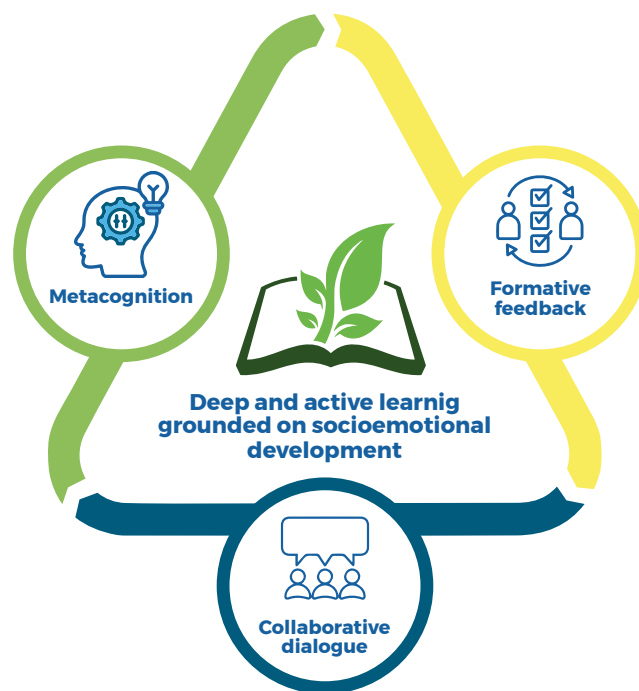 Metacognition
Formative
feedback
Deep and active learnig
grounded on socioemotional
development
Collaborative
dialogue